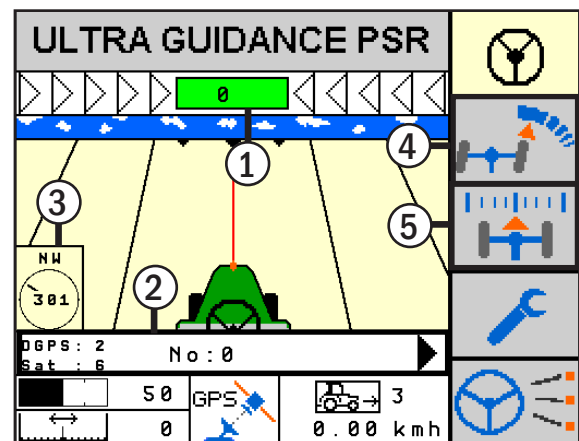 ULTRA GUIDANCE PSR
0
1
4
3
5
NW
301
2
DGPS: 2
No:0
Sat : 6
50
GPS
3
0
0.00 kmh